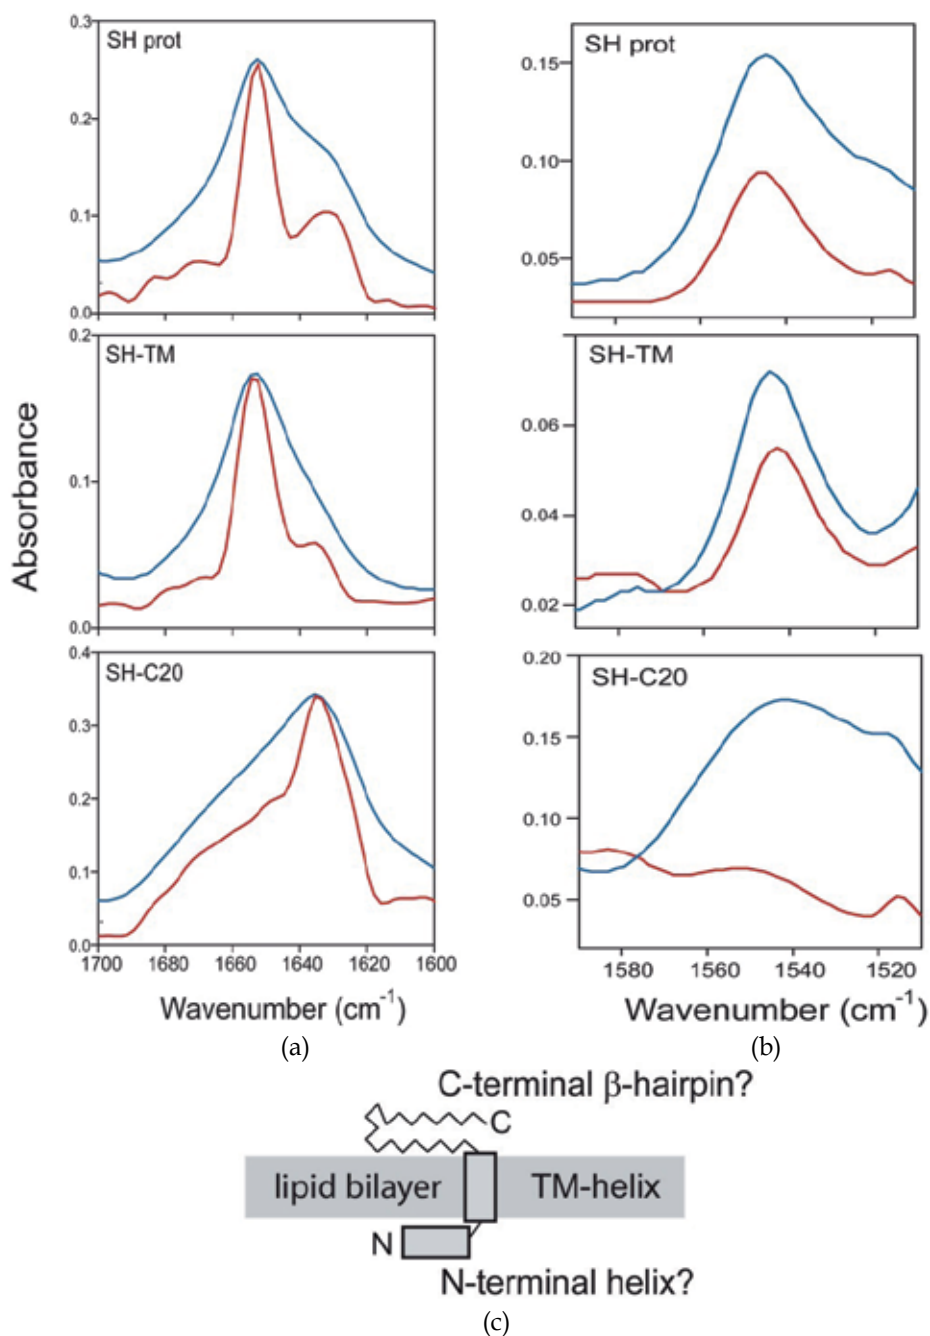 Absorbance
SH prot
0.3
0.2
0.1
0.0
SH-TM
0.2
0.1
0.0
SH-C20
0.4
0.3
0.2
0.1
0.0
1700 1680 1660 1640 1620 1600
Wavenumber (cm⁻¹)
(a)
SH prot
0.15
0.10
0.05
SH-TM
0.06
0.04
0.02
SH-C20
0.20
0.15
0.10
0.05
1580 1560 1540 1520
Wavenumber (cm⁻¹)
(b)
C-terminal β-hairpin?
C
lipid bilayer TM-helix
N
N-terminal helix?
(c)